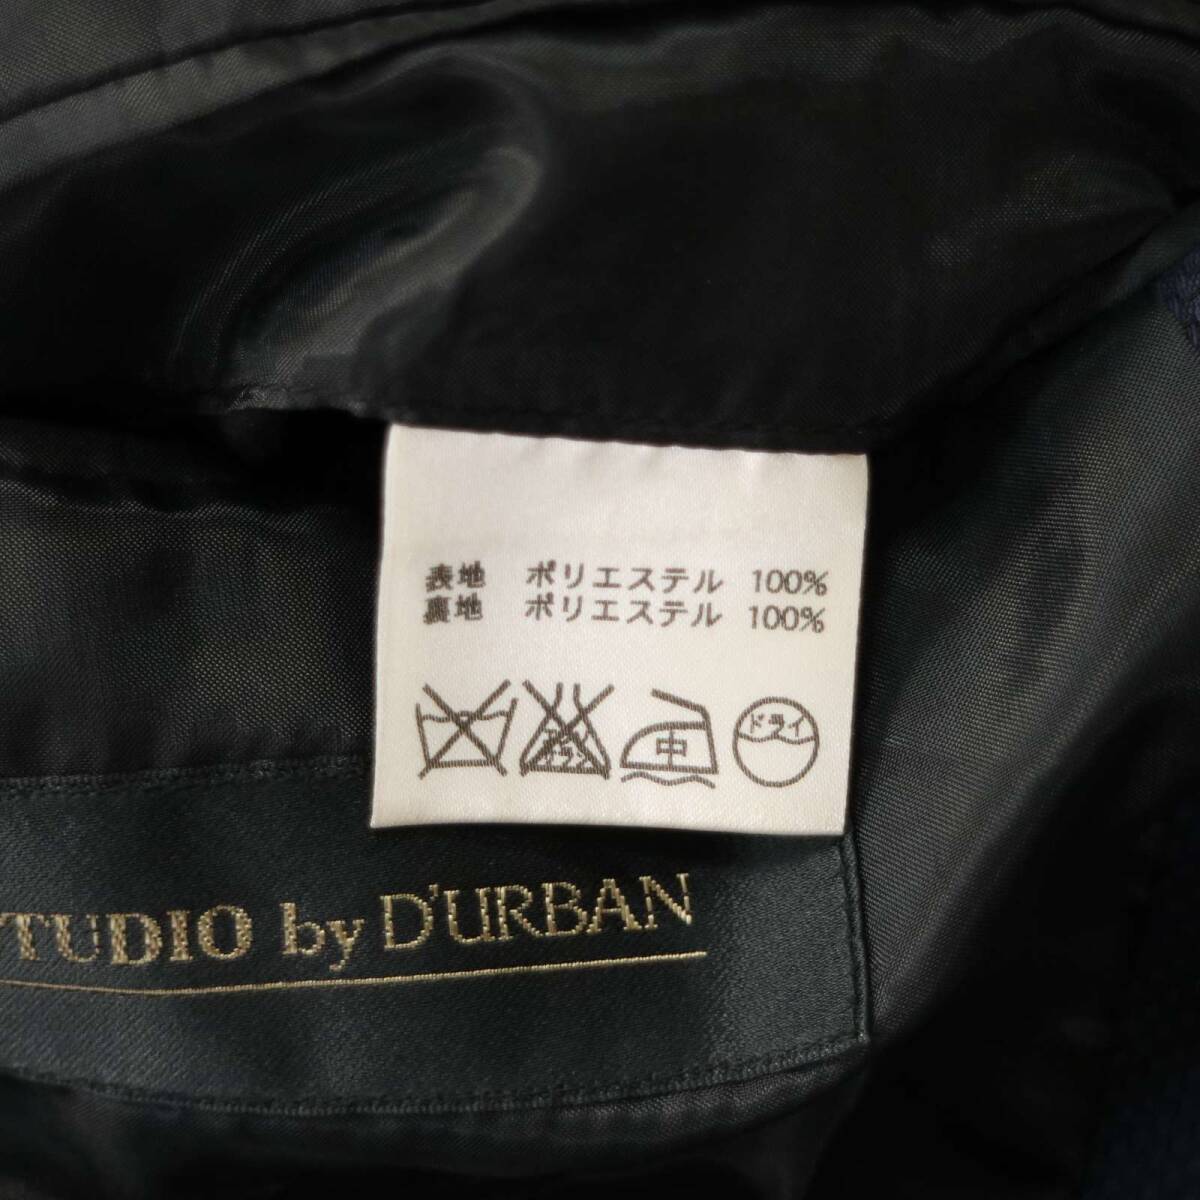 表地 ポリエステル 100%
裏地 ポリエステル 100%
中 ドライ
TUDIO by D'URBAN